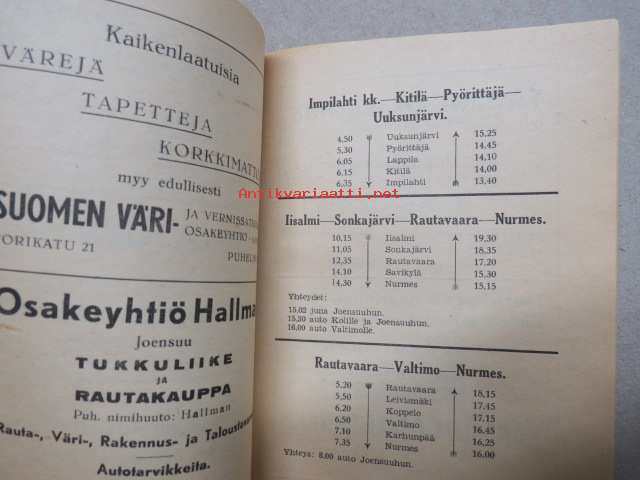 Kaikenlaatuisia
VÄREJÄ
TAPETTEJA
KORKKIMATTO
myy edullisesti
SUOMEN VÄRI-
JA VERNISSATE
OSAKEYHTIO
TORIKATU 21
PUHEL
Osakeyhtiö Hallman
Joensuu
TUKKULIIKE
JA
RAUTAKAUPPA
Puh. nimihuuto: Hallman
Rauta-, Väri-, Rakennus- ja Taloustav
Autotarvikkeita.
Impilahti kk.—Kitilä—Pyörittäjä—
Uuksunjärvi.
4,50 Uuksunjärvi 15,25
5,30 Pyörittäjä 14,45
6.05 Lappila 14,10
6.15 Kitilä 14,00
6,35 Impilahti 13,40
Iisalmi—Sonkajärvi—Rautavaara—Nurmes.
10,15 Iisalmi 19,30
11,05 Sonkajärvi 18,35
12,35 Rautavaara 17.20
14,10 Savikylä 15.30
14,30 Nurmes 15,15
Yhteydet:
15,02 juna Joensuuhun.
15,30 auto Kolille ja Joensuuhun.
16,00 auto Valtimolle.
Rautavaara—Valtimo—Nurmes.
5,20 Rautavaara 18,15
5,50 Leivismäki 17.45
6,20 Koppelo 17,15
6,50 Valtimo 16,45
7.10 Karhunpää 16,25
7,35 Nurmes 16,00
Yhteys: 8,00 auto Joensuuhun.
Antikvariaatti.net